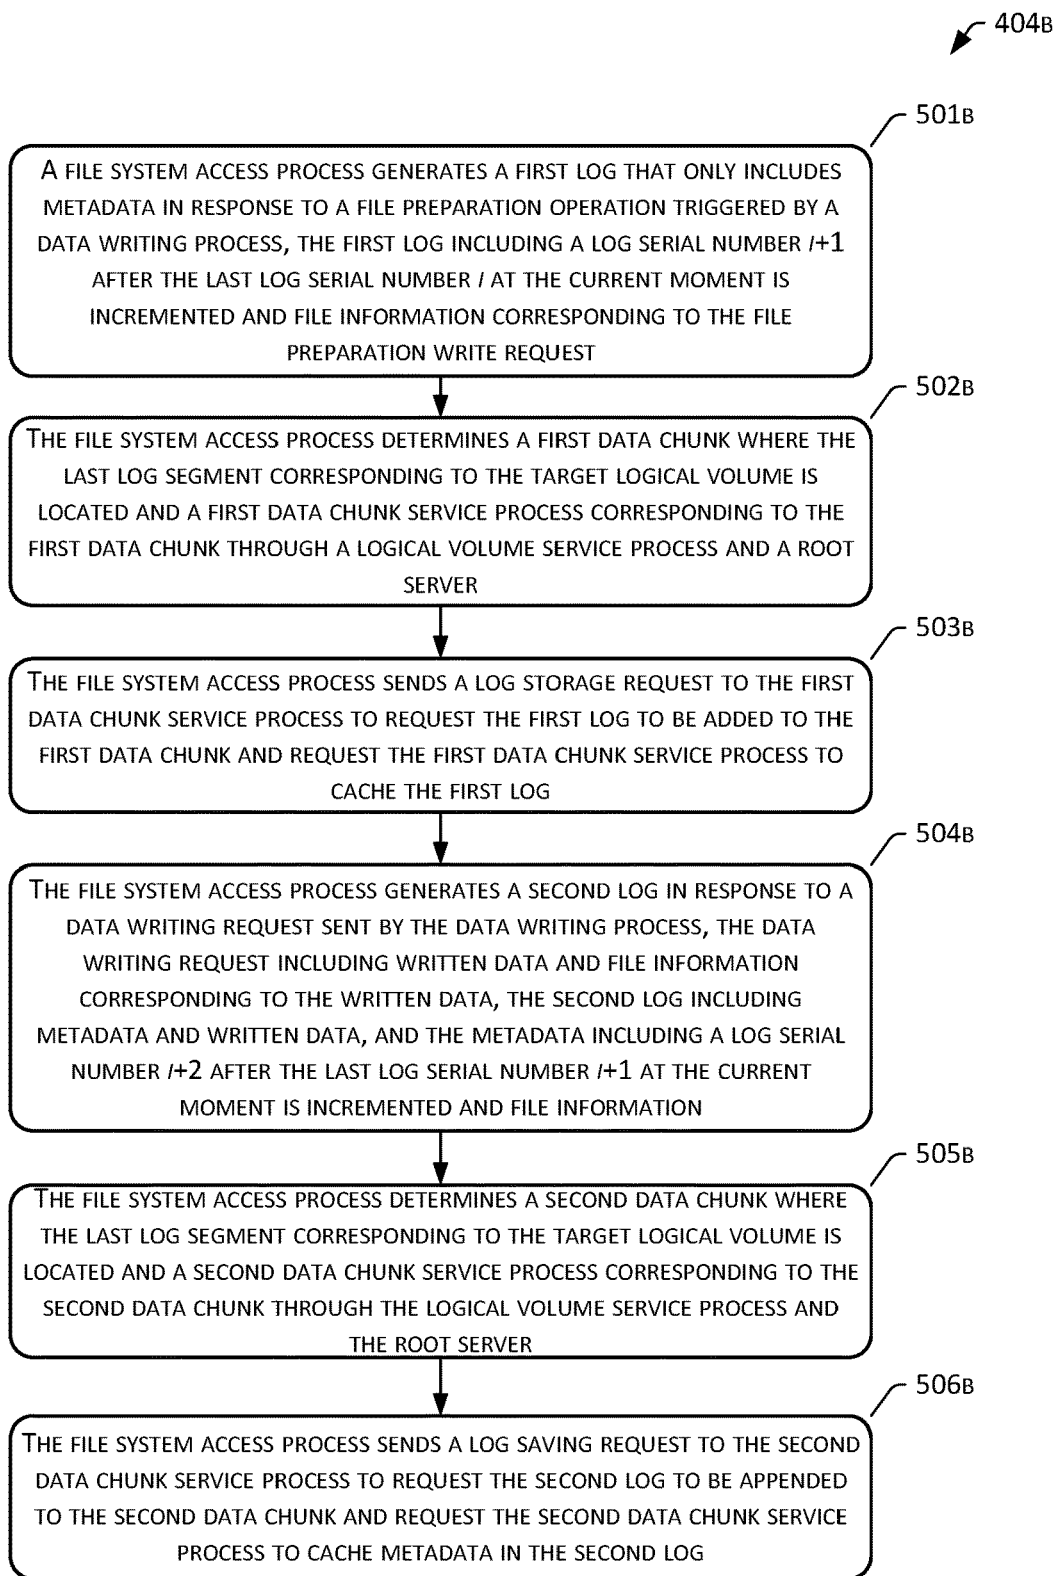 404B
501B
A FILE SYSTEM ACCESS PROCESS GENERATES A FIRST LOG THAT ONLY INCLUDES
METADATA IN RESPONSE TO A FILE PREPARATION OPERATION TRIGGERED BY A
DATA WRITING PROCESS, THE FIRST LOG INCLUDING A LOG SERIAL NUMBER I+1
AFTER THE LAST LOG SERIAL NUMBER I AT THE CURRENT MOMENT IS
INCREMENTED AND FILE INFORMATION CORRESPONDING TO THE FILE
PREPARATION WRITE REQUEST
502B
THE FILE SYSTEM ACCESS PROCESS DETERMINES A FIRST DATA CHUNK WHERE THE
LAST LOG SEGMENT CORRESPONDING TO THE TARGET LOGICAL VOLUME IS
LOCATED AND A FIRST DATA CHUNK SERVICE PROCESS CORRESPONDING TO THE
FIRST DATA CHUNK THROUGH A LOGICAL VOLUME SERVICE PROCESS AND A ROOT
SERVER
503B
THE FILE SYSTEM ACCESS PROCESS SENDS A LOG STORAGE REQUEST TO THE FIRST
DATA CHUNK SERVICE PROCESS TO REQUEST THE FIRST LOG TO BE ADDED TO THE
FIRST DATA CHUNK AND REQUEST THE FIRST DATA CHUNK SERVICE PROCESS TO
CACHE THE FIRST LOG
504B
THE FILE SYSTEM ACCESS PROCESS GENERATES A SECOND LOG IN RESPONSE TO A
DATA WRITING REQUEST SENT BY THE DATA WRITING PROCESS, THE DATA
WRITING REQUEST INCLUDING WRITTEN DATA AND FILE INFORMATION
CORRESPONDING TO THE WRITTEN DATA, THE SECOND LOG INCLUDING
METADATA AND WRITTEN DATA, AND THE METADATA INCLUDING A LOG SERIAL
NUMBER I+2 AFTER THE LAST LOG SERIAL NUMBER I+1 AT THE CURRENT
MOMENT IS INCREMENTED AND FILE INFORMATION
505B
THE FILE SYSTEM ACCESS PROCESS DETERMINES A SECOND DATA CHUNK WHERE
THE LAST LOG SEGMENT CORRESPONDING TO THE TARGET LOGICAL VOLUME IS
LOCATED AND A SECOND DATA CHUNK SERVICE PROCESS CORRESPONDING TO THE
SECOND DATA CHUNK THROUGH THE LOGICAL VOLUME SERVICE PROCESS AND
THE ROOT SERVER
506B
THE FILE SYSTEM ACCESS PROCESS SENDS A LOG SAVING REQUEST TO THE SECOND
DATA CHUNK SERVICE PROCESS TO REQUEST THE SECOND LOG TO BE APPENDED
TO THE SECOND DATA CHUNK AND REQUEST THE SECOND DATA CHUNK SERVICE
PROCESS TO CACHE METADATA IN THE SECOND LOG